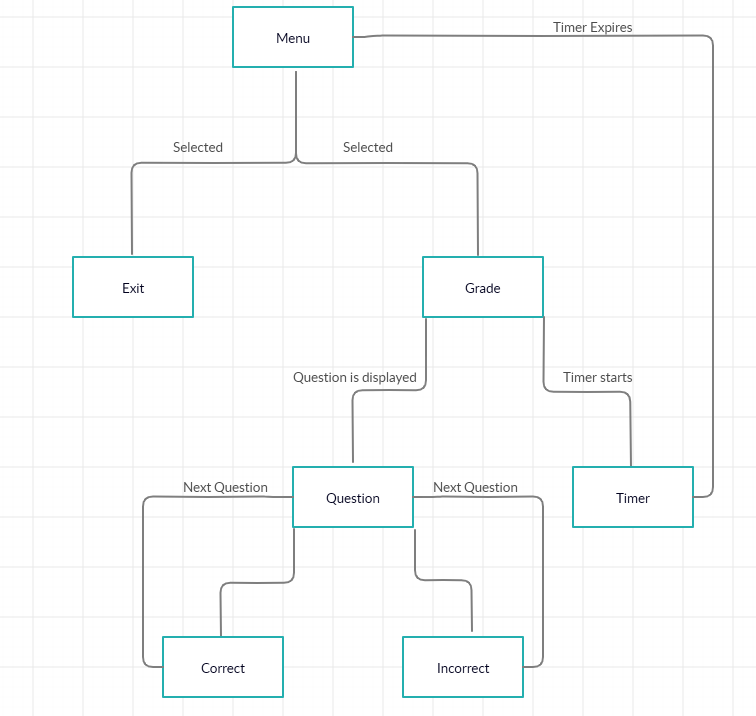 Menu
Timer Expires
Selected
Selected
Exit
Grade
Question is displayed
Timer starts
Next Question
Question
Next Question
Timer
Correct
Incorrect